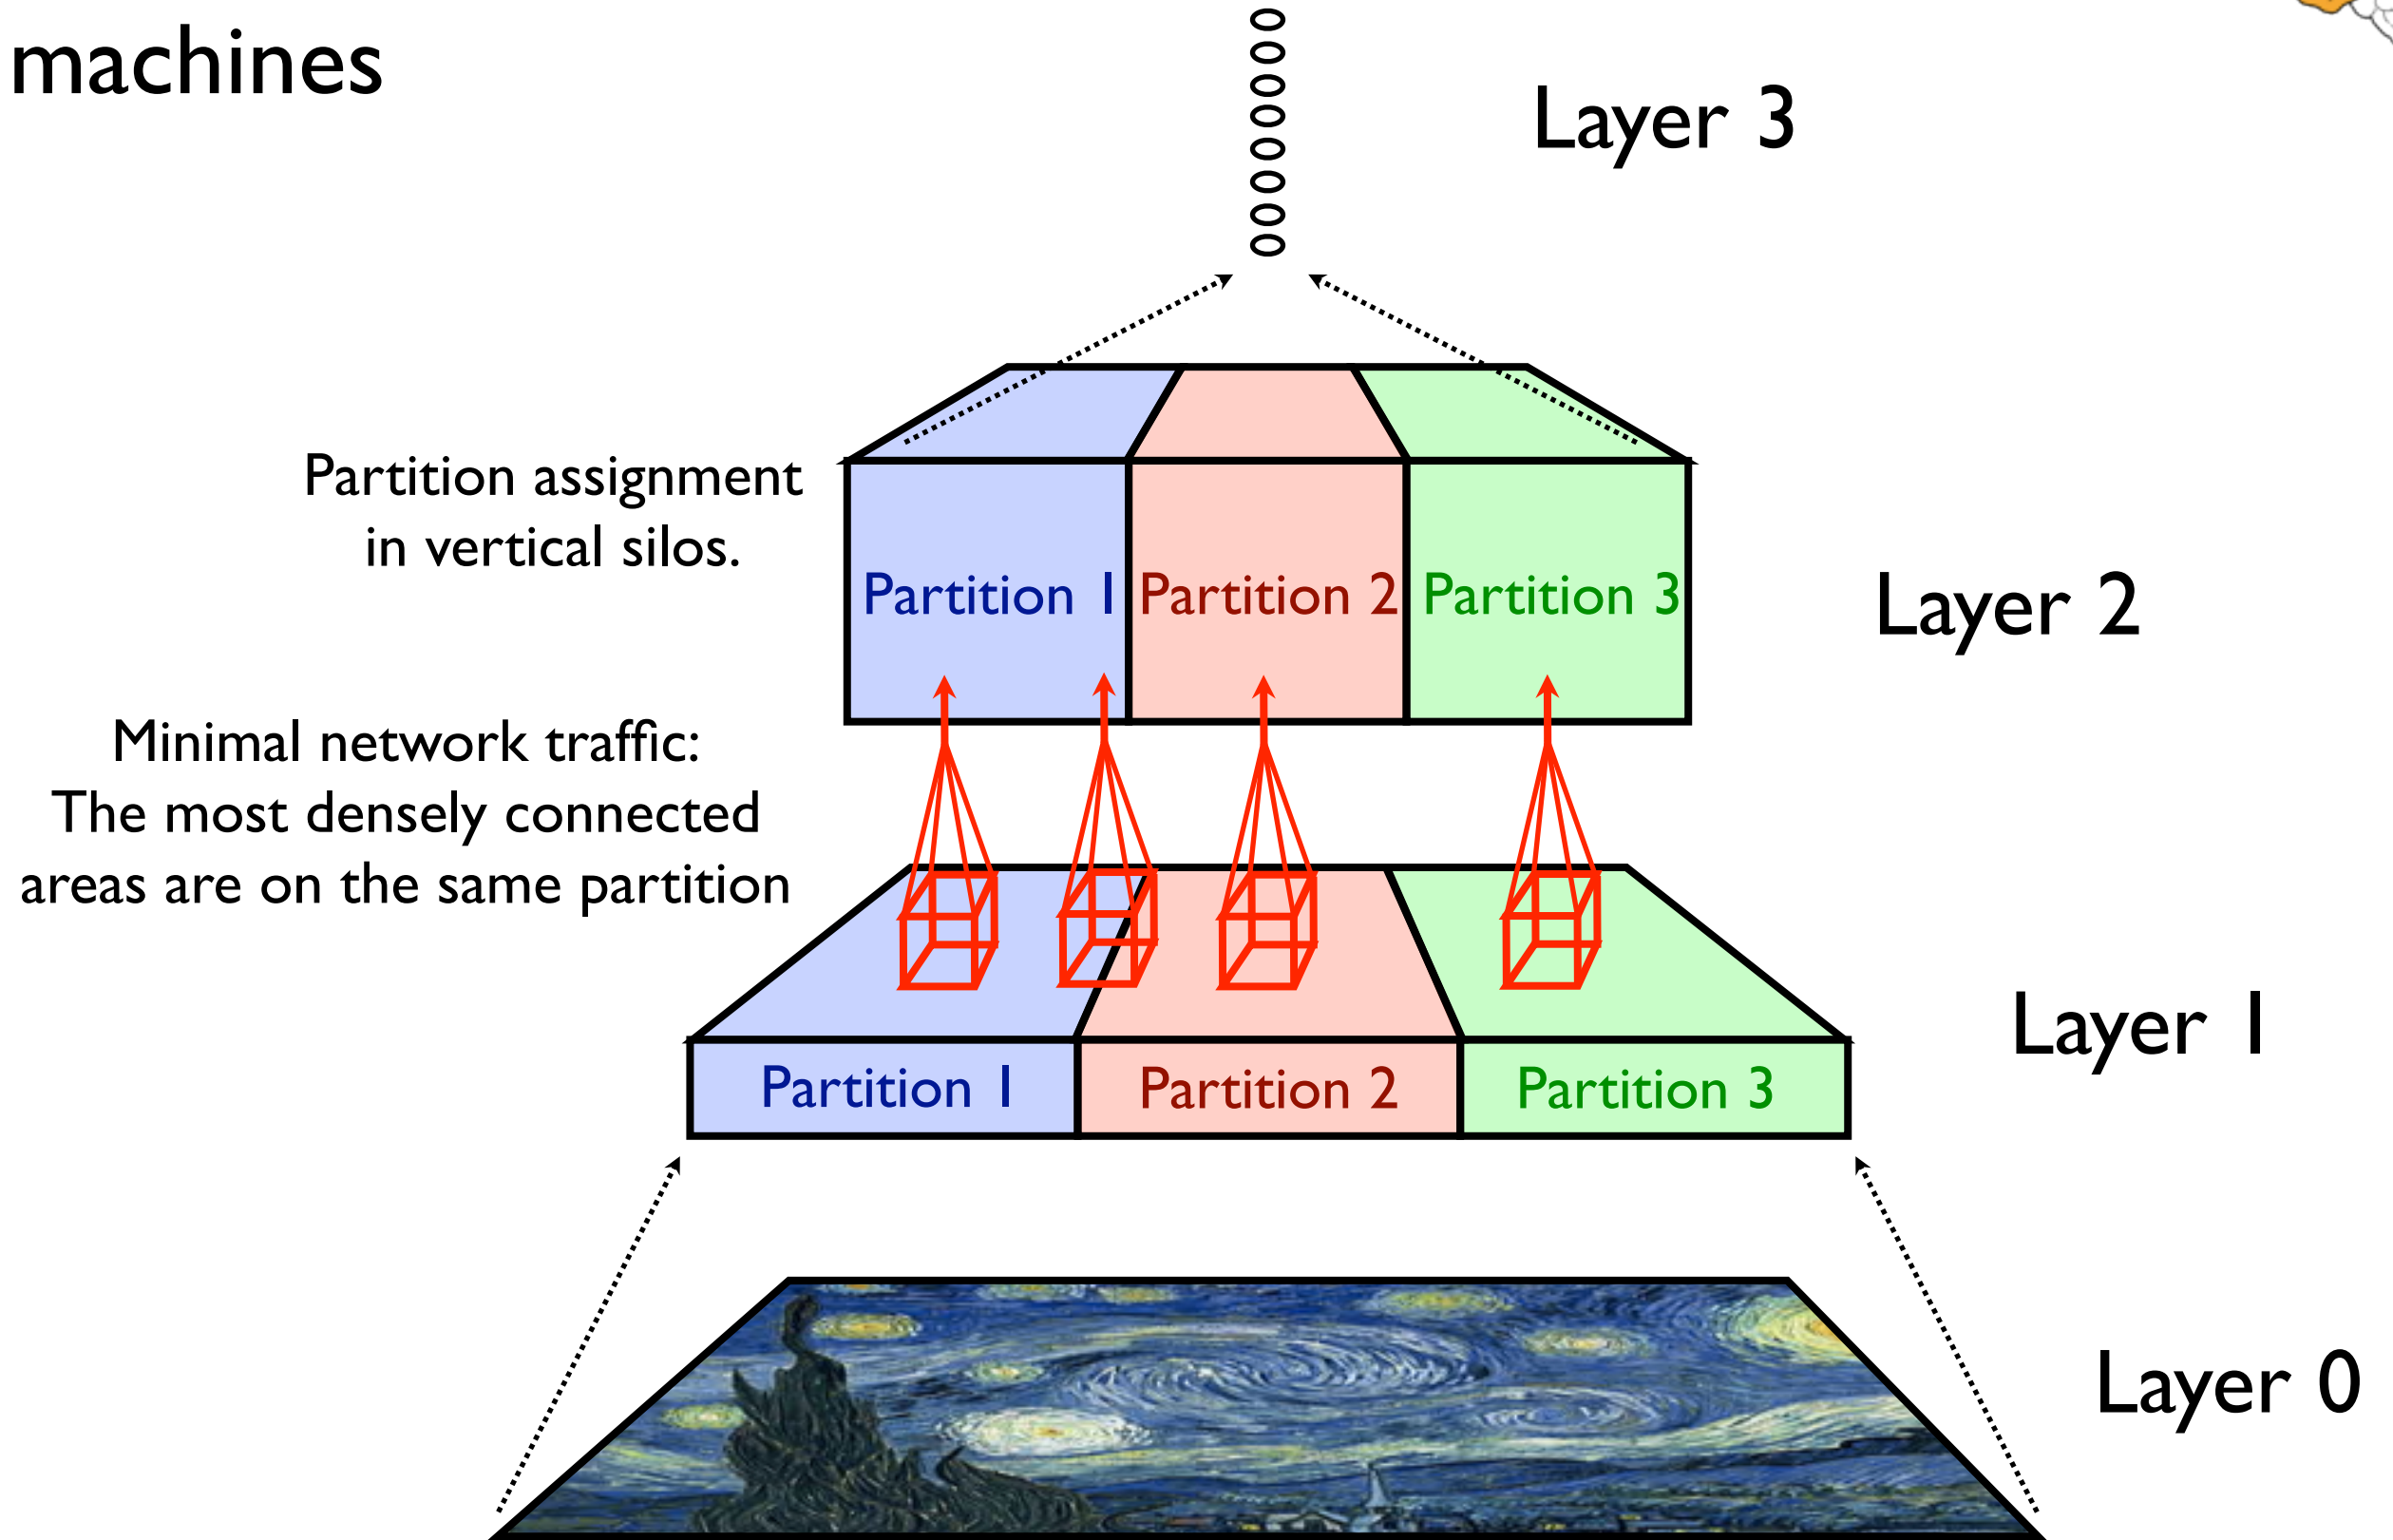 machines
Layer 3
Partition assignment
in vertical silos.
Partition 1 Partition 2 Partition 3
Layer 2
Minimal network traffic:
The most densely connected
areas are on the same partition
Layer 1
Partition 1 Partition 2 Partition 3
Layer 0